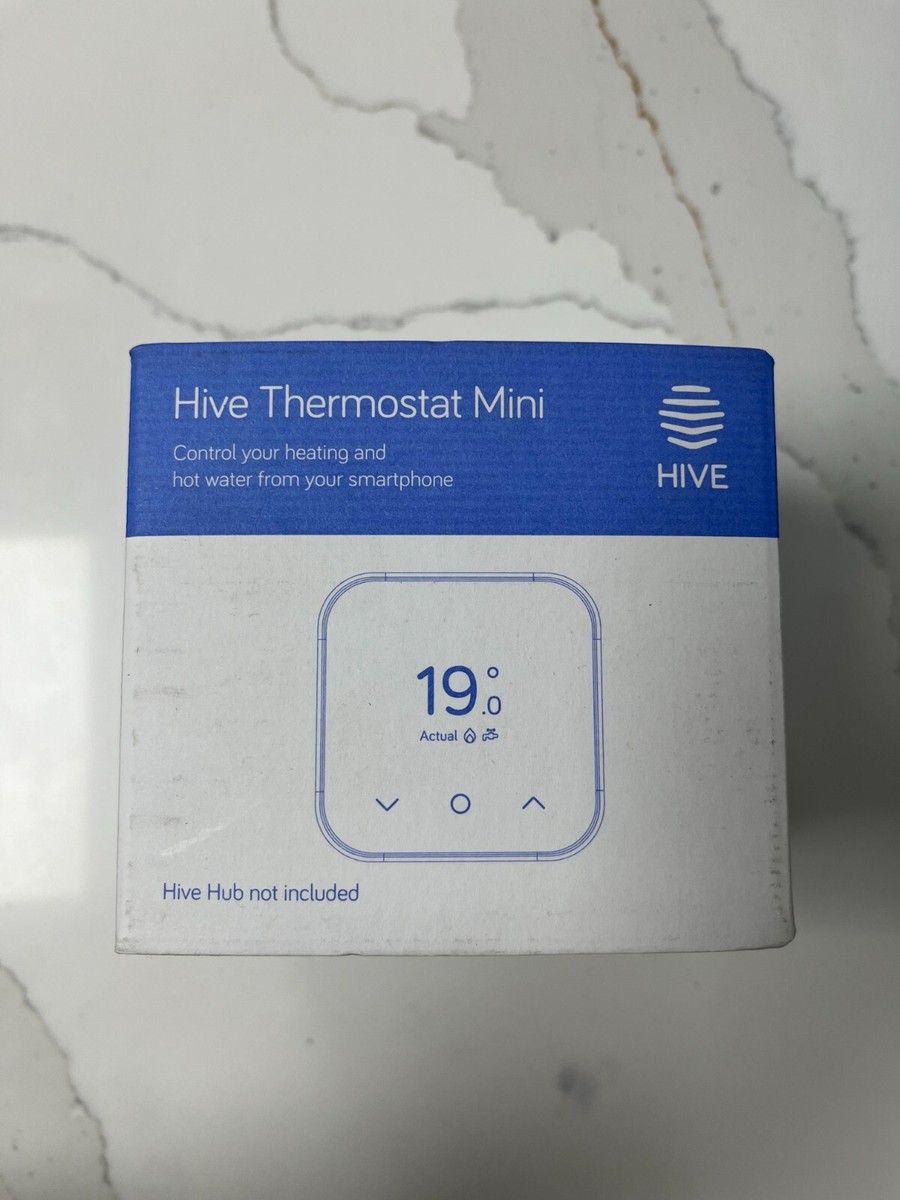 Hive Thermostat Mini
Control your heating and
hot water from your smartphone
HIVE
19.0°
Actual
Hive Hub not included